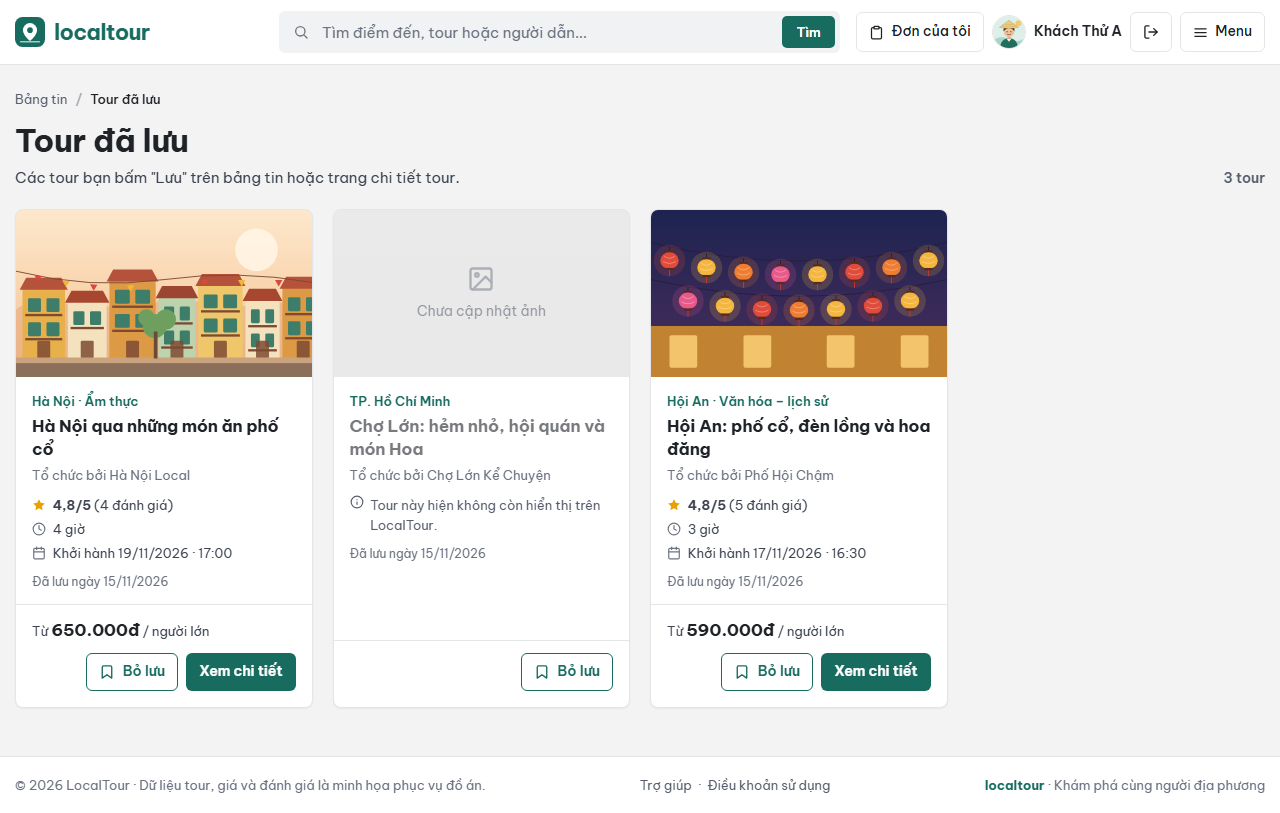 localtour
Tìm điểm đến, tour hoặc người dẫn...
Tìm
Đơn của tôi
Khách Thử A
Menu
Bảng tin / Tour đã lưu
Tour đã lưu
Các tour bạn bấm "Lưu" trên bảng tin hoặc trang chi tiết tour.
3 tour
Hà Nội · Ẩm thực
Hà Nội qua những món ăn phố
cổ
Tổ chức bởi Hà Nội Local
4,8/5 (4 đánh giá)
4 giờ
Khởi hành 19/11/2026 · 17:00
Đã lưu ngày 15/11/2026
Từ 650.000đ / người lớn
Bỏ lưu
Xem chi tiết
Chưa cập nhật ảnh
TP. Hồ Chí Minh
Chợ Lớn: hẻm nhỏ, hội quán và
món Hoa
Tổ chức bởi Chợ Lớn Kể Chuyện
Tour này hiện không còn hiển thị trên
LocalTour.
Đã lưu ngày 15/11/2026
Bỏ lưu
Hội An · Văn hóa – lịch sử
Hội An: phố cổ, đèn lồng và hoa
đăng
Tổ chức bởi Phố Hội Chậm
4,8/5 (5 đánh giá)
3 giờ
Khởi hành 17/11/2026 · 16:30
Đã lưu ngày 15/11/2026
Từ 590.000đ / người lớn
Bỏ lưu
Xem chi tiết
© 2026 LocalTour · Dữ liệu tour, giá và đánh giá là minh họa phục vụ đồ án.
Trợ giúp · Điều khoản sử dụng
localtour · Khám phá cùng người địa phương